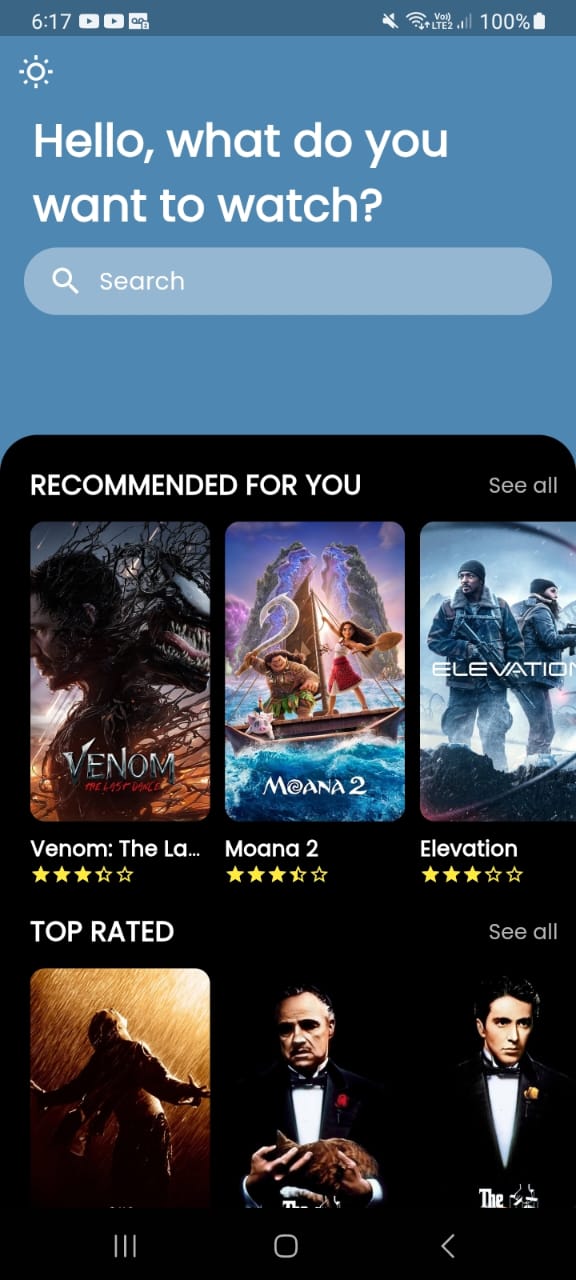 6:17
Vo)) LTE2
100%
Hello, what do you
want to watch?
Search
RECOMMENDED FOR YOU
See all
VENOM
THE LAST DANCE
MOANA 2
ELEVATION
Venom: The La...
Moana 2
Elevation
TOP RATED
See all
The
The